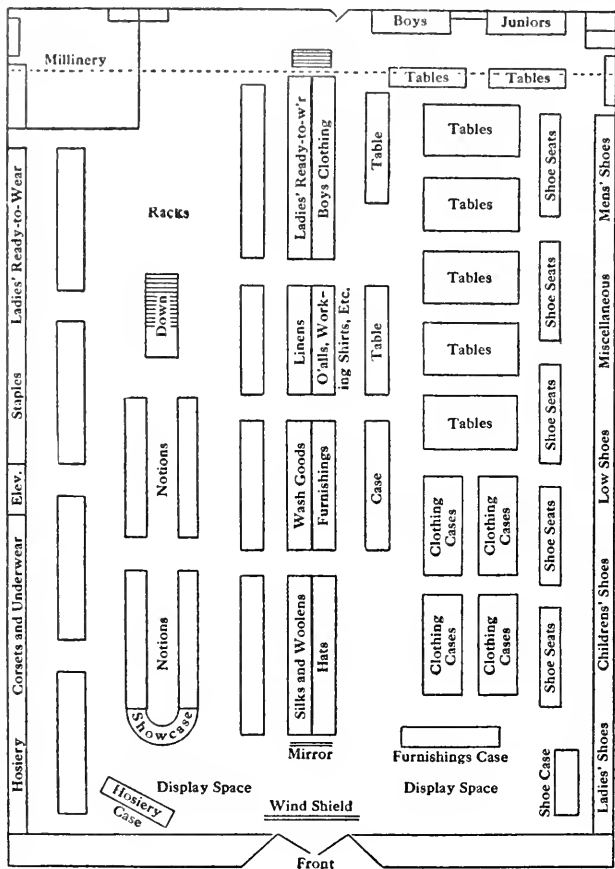 Boys
Juniors
Millinery
Tables
Tables
Ladies' Ready-to-Wear
Racks
Ladies' Ready-to-w'r
Boys Clothing
Table
Tables
Shoe Seats
Mens' Shoes
Tables
Down
Tables
Shoe Seats
Miscellaneous
Staples
Linens
O'alls, Work-
ing Shirts, Etc.
Table
Tables
Tables
Shoe Seats
Elev.
Notions
Wash Goods
Furnishings
Case
Clothing
Cases
Clothing
Cases
Shoe Seats
Low Shoes
Corsets and Underwear
Notions
Silks and Woolens
Hats
Clothing
Cases
Clothing
Cases
Shoe Seats
Childrens' Shoes
Showcase
Hosiery
Mirror
Furnishings Case
Hosiery
Case
Display Space
Wind Shield
Display Space
Shoe Case
Ladies' Shoes
Front